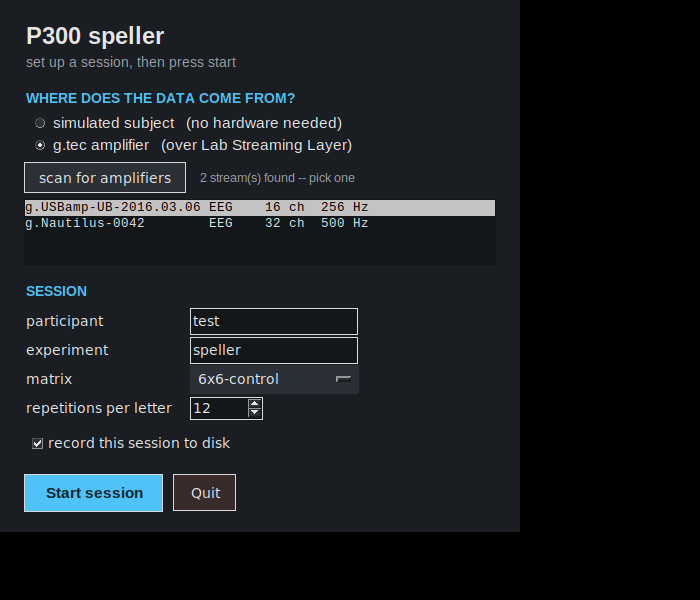 P300 speller
set up a session, then press start
WHERE DOES THE DATA COME FROM?
simulated subject (no hardware needed)
g.tec amplifier (over Lab Streaming Layer)
scan for amplifiers 2 stream(s) found -- pick one
g.USBamp-UB-2016.03.06 EEG 16 ch 256 Hz
g.Nautilus-0042 EEG 32 ch 500 Hz
SESSION
participant test
experiment speller
matrix 6x6-control
repetitions per letter 12
record this session to disk
Start session Quit